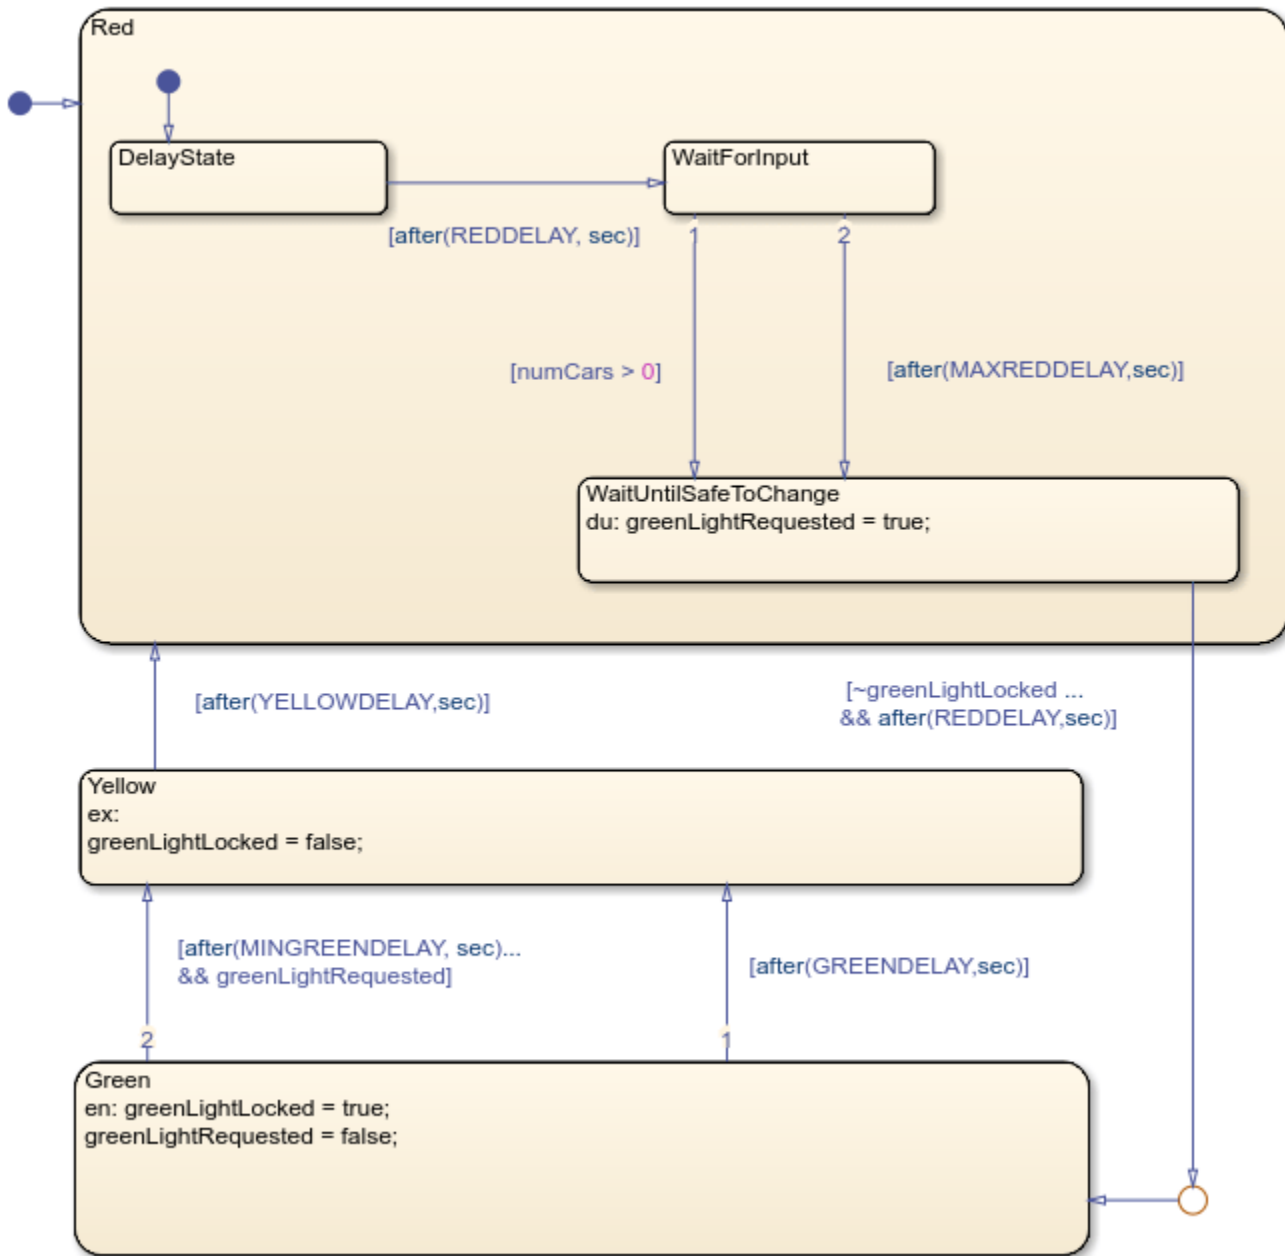 Red
DelayState
WaitForInput
[after(REDDELAY, sec)]
1
2
[numCars > 0]
[after(MAXREDDELAY,sec)]
WaitUntilSafeToChange
du: greenLightRequested = true;
[after(YELLOWDELAY,sec)]
[~greenLightLocked ...
&& after(REDDELAY,sec)]
Yellow
ex:
greenLightLocked = false;
[after(MINGREENDELAY, sec)...
&& greenLightRequested]
[after(GREENDELAY,sec)]
2
1
Green
en: greenLightLocked = true;
greenLightRequested = false;